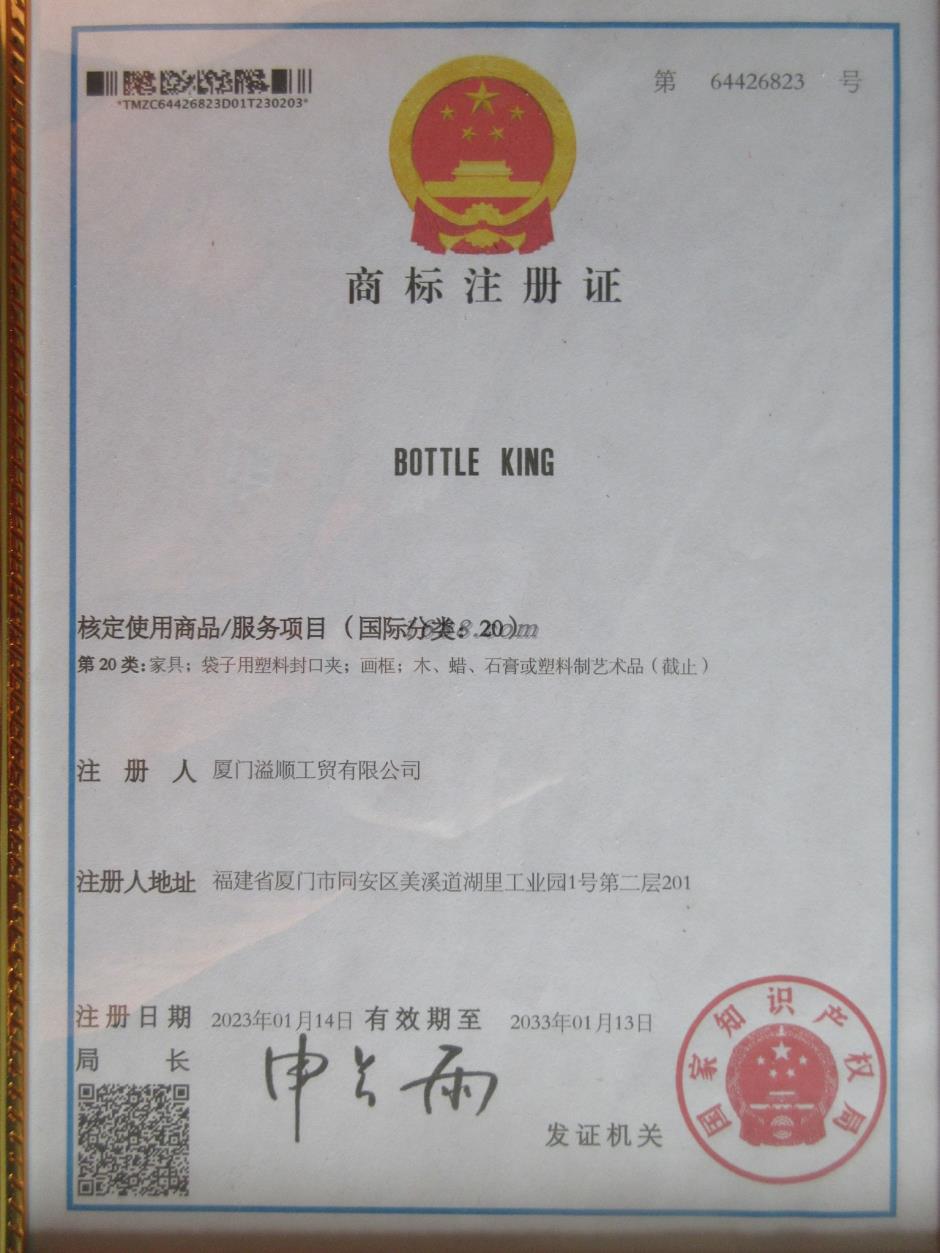 *TMZC64426823D01T230203*
第 64426823 号
商标注册证
BOTTLE KING
核定使用商品/服务项目（国际分类：20）
第20类：家具；袋子用塑料封口夹；画框；木、蜡、石膏或塑料制艺术品（截止）
注册人 厦门溢顺工贸有限公司
注册人地址 福建省厦门市同安区美溪道湖里工业园1号第二层201
注册日期 2023年01月14日 有效期至 2033年01月13日
局长 申长雨
发证机关
国家知识产权局